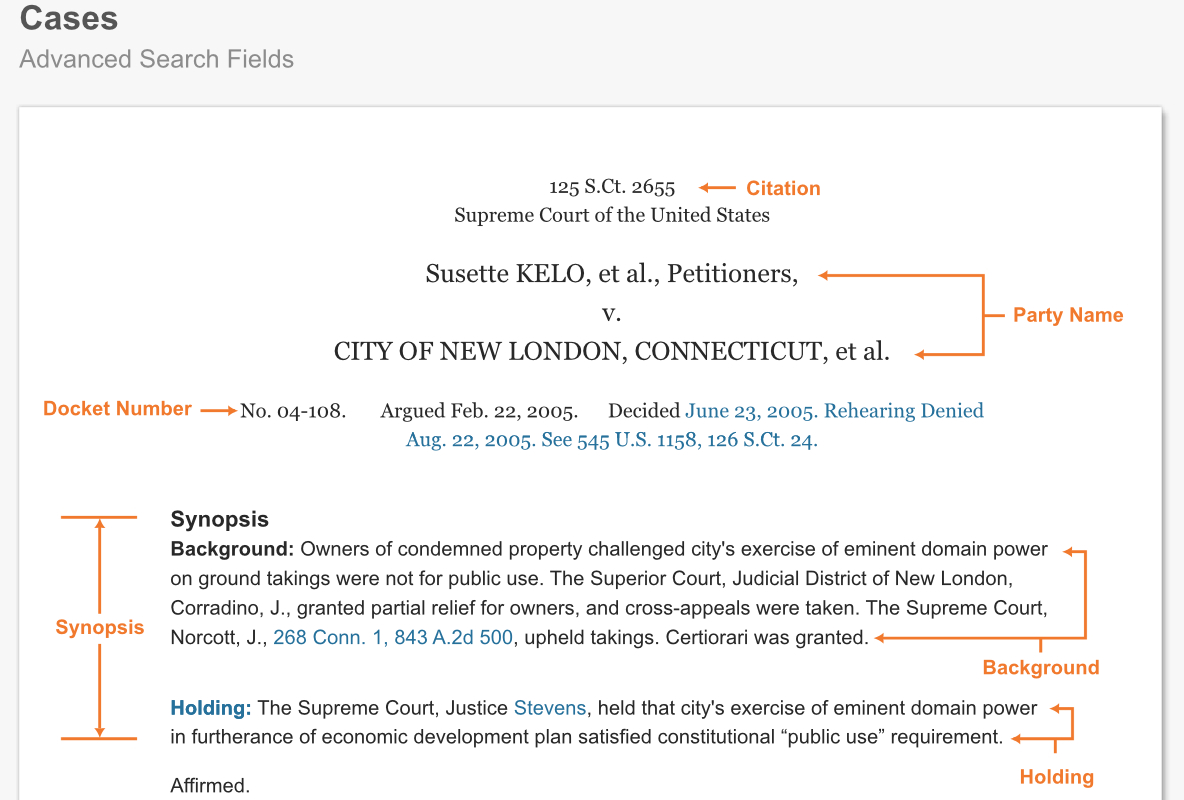 Cases
Advanced Search Fields
125 S.Ct. 2655 Citation
Supreme Court of the United States
Susette KELO, et al., Petitioners,
v. Party Name
CITY OF NEW LONDON, CONNECTICUT, et al.
Docket Number No. 04-108. Argued Feb. 22, 2005. Decided June 23, 2005. Rehearing Denied
Aug. 22, 2005. See 545 U.S. 1158, 126 S.Ct. 24.
Synopsis
Background: Owners of condemned property challenged city's exercise of eminent domain power
on ground takings were not for public use. The Superior Court, Judicial District of New London,
Corradino, J., granted partial relief for owners, and cross-appeals were taken. The Supreme Court,
Synopsis
Norcott, J., 268 Conn. 1, 843 A.2d 500, upheld takings. Certiorari was granted.
Background
Holding: The Supreme Court, Justice Stevens, held that city's exercise of eminent domain power
in furtherance of economic development plan satisfied constitutional “public use” requirement.
Holding
Affirmed.